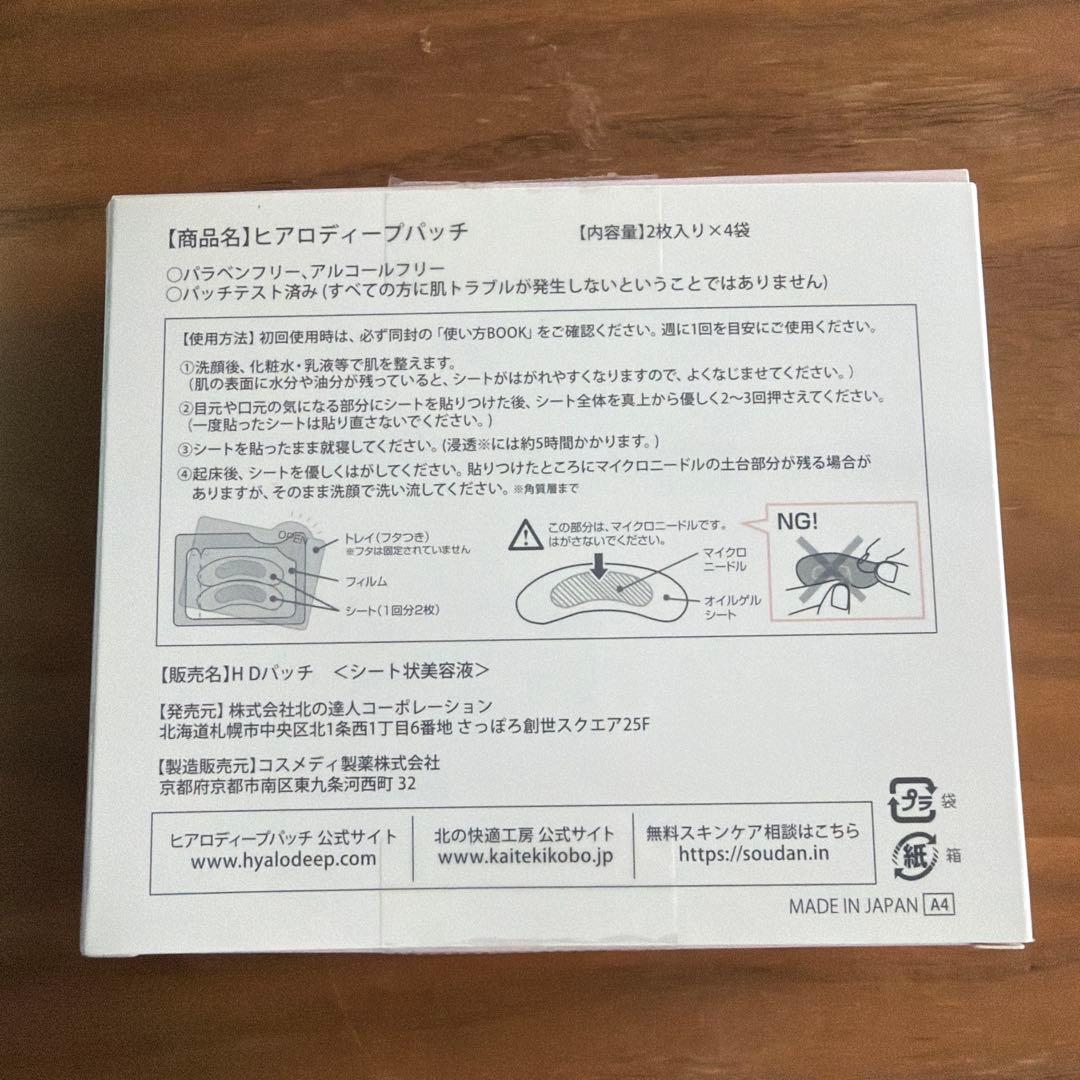 【商品名】ヒアロディープパッチ 【内容量】2枚入り×4袋
○パラベンフリー、アルコールフリー
○パッチテスト済み (すべての方に肌トラブルが発生しないということではありません)
【使用方法】 初回使用時は、必ず同封の「使い方BOOK」をご確認ください。週に1回を目安にご使用ください。
①洗顔後、化粧水・乳液等で肌を整えます。
（肌の表面に水分や油分が残っていると、シートがはがれやすくなりますので、よくなじませてください。）
②目元や口元の気になる部分にシートを貼りつけた後、シート全体を真上から優しく2〜3回押さえてください。
（一度貼ったシートは貼り直さないでください。）
③シートを貼ったまま就寝してください。(浸透※には約5時間かかります。)
④起床後、シートを優しくはがしてください。貼りつけたところにマイクロニードルの土台部分が残る場合が
ありますが、そのまま洗顔で洗い流してください。※角質層まで
OPEN
トレイ(フタつき)
※フタは固定されていません
フィルム
シート(1回分2枚)
この部分は、マイクロニードルです。
はがさないでください。
マイクロ
ニードル
オイルゲル
シート
NG!
【販売名】H Dパッチ ＜シート状美容液＞
【発売元】 株式会社北の達人コーポレーション
北海道札幌市中央区北1条西1丁目6番地 さっぽろ創世スクエア25F
【製造販売元】コスメディ製薬株式会社
京都府京都市南区東九条河西町 32
プラ 袋
紙 箱
ヒアロディープパッチ 公式サイト
www.hyalodeep.com
北の快適工房 公式サイト
www.kaitekikobo.jp
無料スキンケア相談はこちら
https://soudan.in
MADE IN JAPAN A4